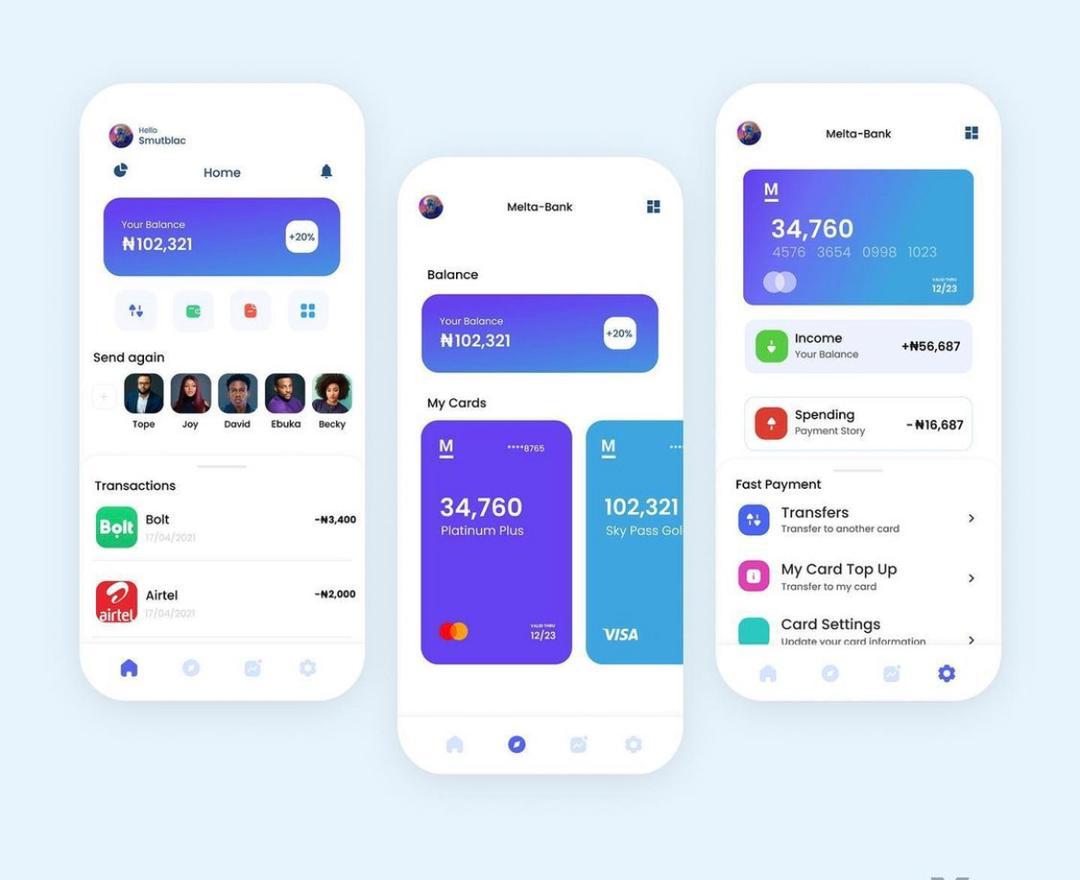 Hello
Smutblac
Home
Your Balance
₦102,321
+20%
Send again
+
Tope Joy David Ebuka Becky
Transactions
Bolt
Bolt
-₦3,400
17/04/2021
airtel
Airtel
-₦2,000
17/04/2021
Melta-Bank
Balance
Your Balance
₦102,321
+20%
My Cards
M
****8765
34,760
Platinum Plus
VALID THRU
12/23
M
****
102,321
Sky Pass Gol
VISA
Melta-Bank
M
34,760
4576 3654 0998 1023
VALID THRU
12/23
Income
Your Balance
+₦56,687
Spending
Payment Story
-₦16,687
Fast Payment
Transfers
Transfer to another card
My Card Top Up
Transfer to my card
Card Settings
Update your card information